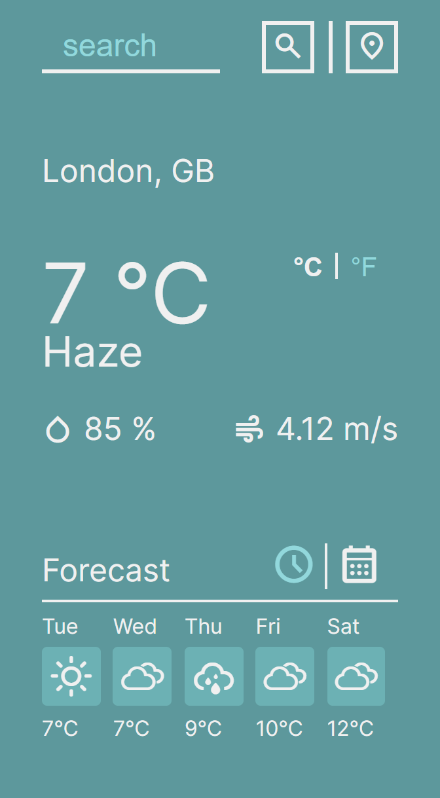 search
London, GB
7 °C
°C | °F
Haze
85 %
4.12 m/s
Forecast
Tue Wed Thu Fri Sat
7°C 7°C 9°C 10°C 12°C